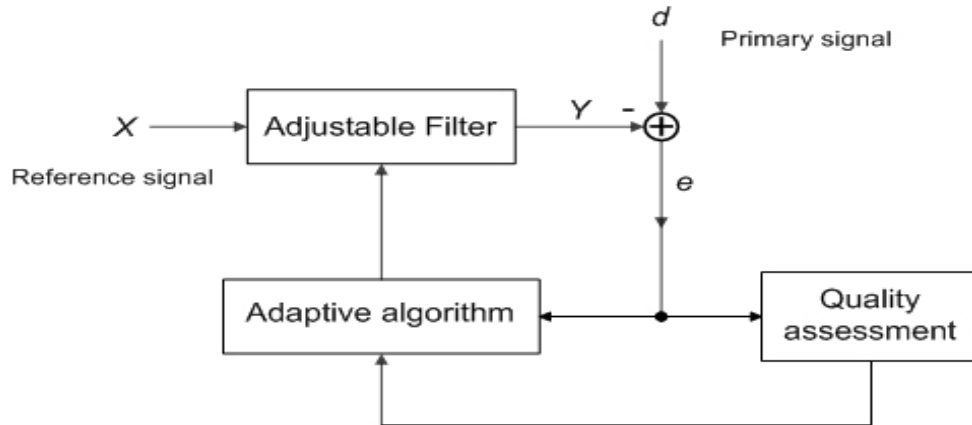 d
Primary signal
X
Adjustable Filter
Y
-
+
Reference signal
e
Adaptive algorithm
Quality
assessment